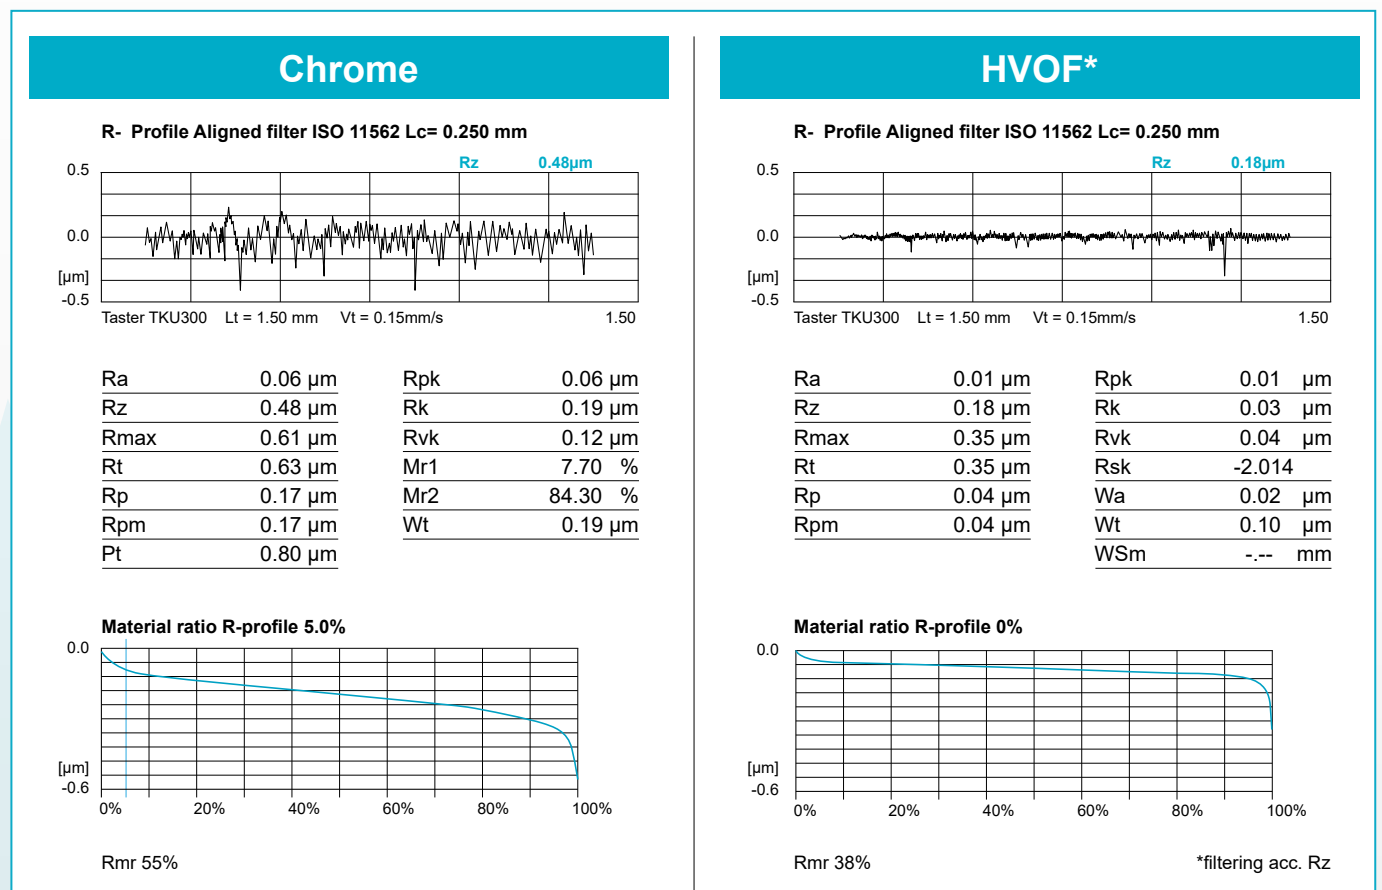 Chrome
R- Profile Aligned filter ISO 11562 Lc= 0.250 mm
Rz 0.48µm
0.5
0.0
[µm]
-0.5
Taster TKU300 Lt = 1.50 mm Vt = 0.15mm/s 1.50
Ra 0.06 µm
Rz 0.48 µm
Rmax 0.61 µm
Rt 0.63 µm
Rp 0.17 µm
Rpm 0.17 µm
Pt 0.80 µm
Rpk 0.06 µm
Rk 0.19 µm
Rvk 0.12 µm
Mr1 7.70 %
Mr2 84.30 %
Wt 0.19 µm
Material ratio R-profile 5.0%
0.0
[µm]
-0.6
0% 20% 40% 60% 80% 100%
Rmr 55%
HVOF*
R- Profile Aligned filter ISO 11562 Lc= 0.250 mm
Rz 0.18µm
0.5
0.0
[µm]
-0.5
Taster TKU300 Lt = 1.50 mm Vt = 0.15mm/s 1.50
Ra 0.01 µm
Rz 0.18 µm
Rmax 0.35 µm
Rt 0.35 µm
Rp 0.04 µm
Rpm 0.04 µm
Rpk 0.01 µm
Rk 0.03 µm
Rvk 0.04 µm
Rsk -2.014
Wa 0.02 µm
Wt 0.10 µm
WSm -.-- mm
Material ratio R-profile 0%
0.0
[µm]
-0.6
0% 20% 40% 60% 80% 100%
Rmr 38%
*filtering acc. Rz